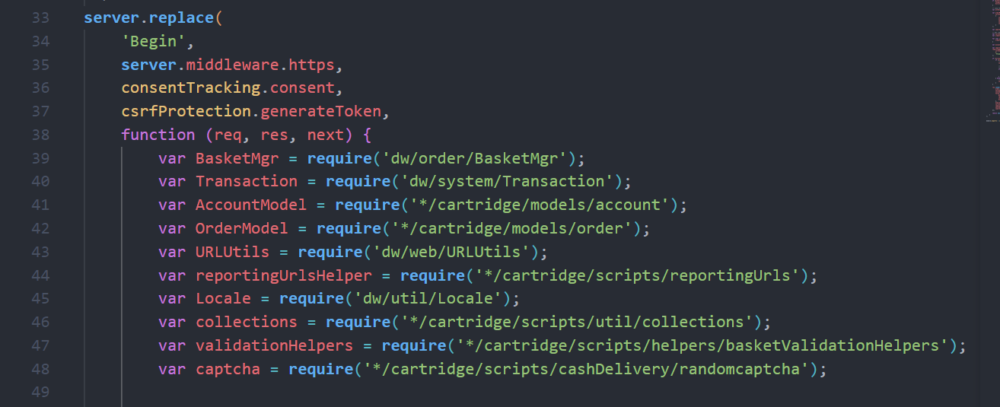 33 server.replace(
34 'Begin',
35 server.middleware.https,
36 consentTracking.consent,
37 csrfProtection.generateToken,
38 function (req, res, next) {
39 var BasketMgr = require('dw/order/BasketMgr');
40 var Transaction = require('dw/system/Transaction');
41 var AccountModel = require('*/cartridge/models/account');
42 var OrderModel = require('*/cartridge/models/order');
43 var URLUtils = require('dw/web/URLUtils');
44 var reportingUrlsHelper = require('*/cartridge/scripts/reportingUrls');
45 var Locale = require('dw/util/Locale');
46 var collections = require('*/cartridge/scripts/util/collections');
47 var validationHelpers = require('*/cartridge/scripts/helpers/basketValidationHelpers');
48 var captcha = require('*/cartridge/scripts/cashDelivery/randomcaptcha');
49